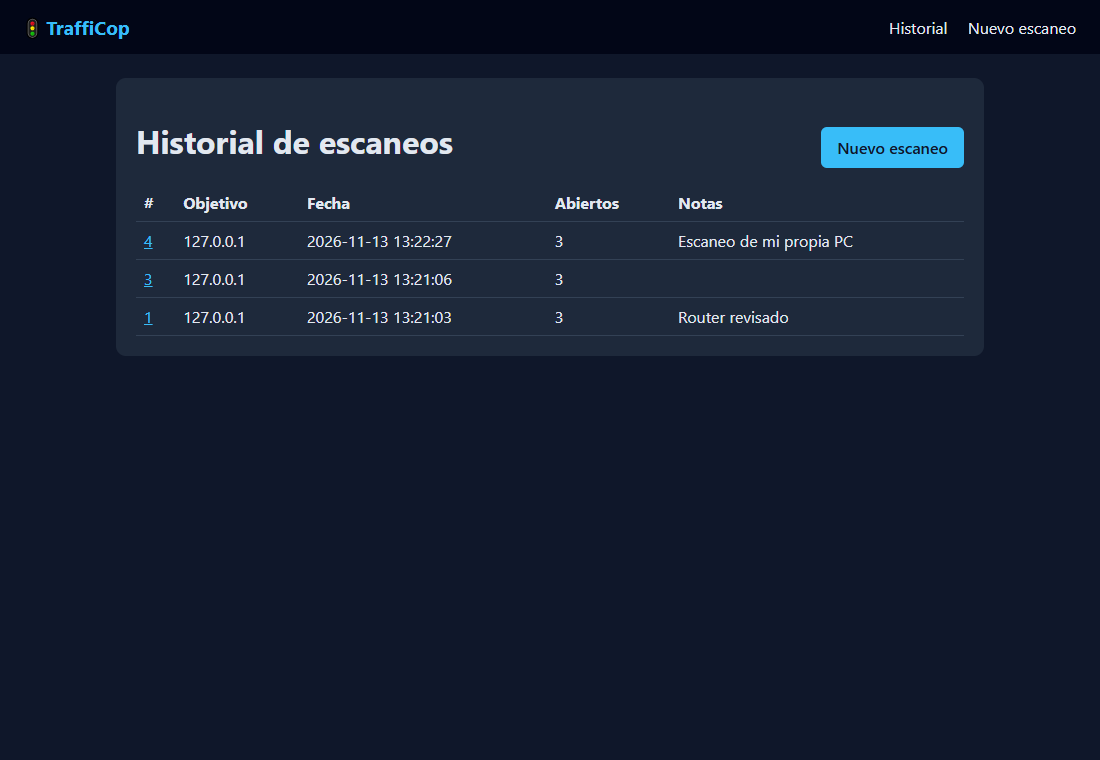 TraffiCop Historial Nuevo escaneo
Historial de escaneos Nuevo escaneo
# Objetivo Fecha Abiertos Notas
4 127.0.0.1 2026-11-13 13:22:27 3 Escaneo de mi propia PC
3 127.0.0.1 2026-11-13 13:21:06 3
1 127.0.0.1 2026-11-13 13:21:03 3 Router revisado